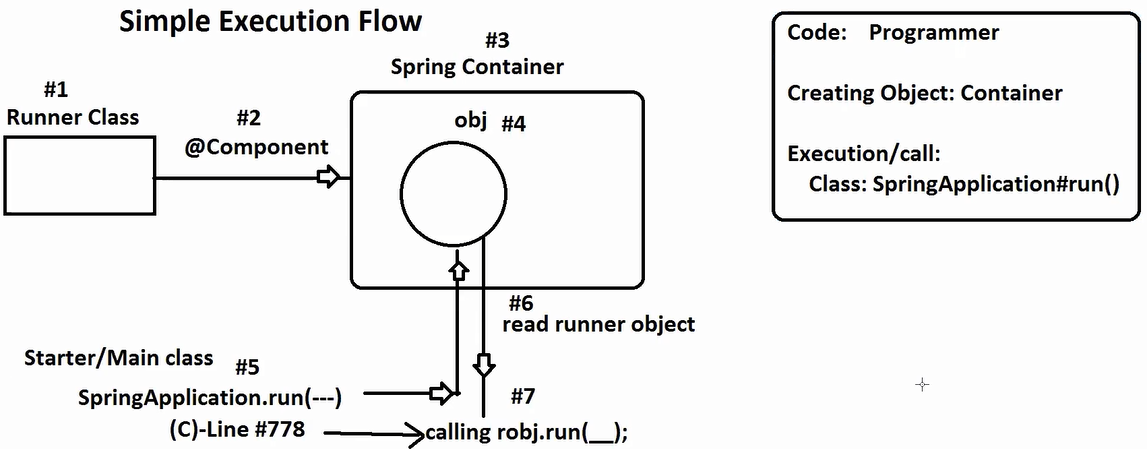 Simple Execution Flow
#1
Runner Class
#2
@Component
#3
Spring Container
obj #4
Starter/Main class
#5
SpringApplication.run(---)
(C)-Line #778
#6
read runner object
#7
calling robj.run(__);
Code: Programmer
Creating Object: Container
Execution/call:
Class: SpringApplication#run()